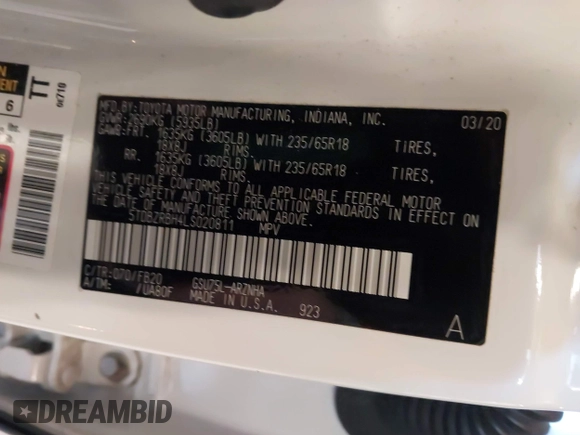 MFD.BY:TOYOTA MOTOR MANUFACTURING, INDIANA, INC. 03/20
GVWR:2690KG (5935LB)
GAWR:FRT. 1635KG (3605LB) WITH 235/65R18 TIRES,
18X8J RIMS,
RR. 1635KG (3605LB) WITH 235/65R18 TIRES,
18X8J RIMS.
THIS VEHICLE CONFORMS TO ALL APPLICABLE FEDERAL MOTOR
VEHICLE SAFETY AND THEFT PREVENTION STANDARDS IN EFFECT ON
THE DATE OF MANUFACTURE SHOWN ABOVE.
5TDBZRBH4LS020811 MPV
C/TR:070/FB20 GSU75L-ARZNHA
A/TM: /UA80F MADE IN U.S.A. 923
A
TT
6
Inc.
DREAMBID